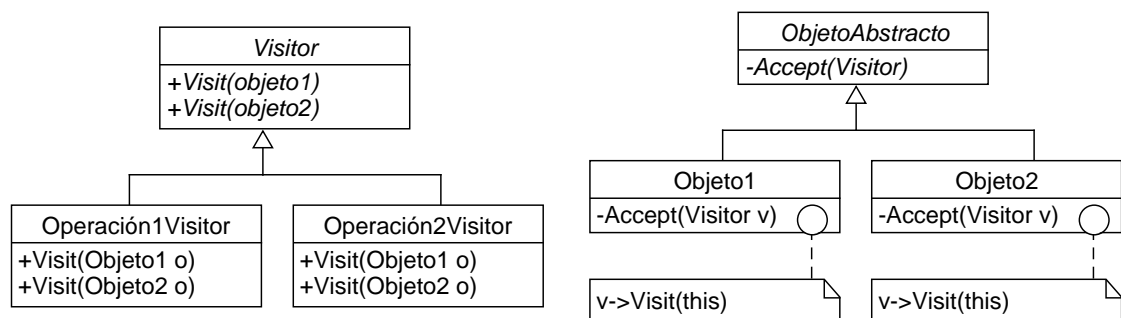 Visitor
+Visit(objeto1)
+Visit(objeto2)
Operación1Visitor
+Visit(Objeto1 o)
+Visit(Objeto2 o)
Operación2Visitor
+Visit(Objeto1 o)
+Visit(Objeto2 o)
ObjetoAbstracto
-Accept(Visitor)
Objeto1
-Accept(Visitor v)
v->Visit(this)
Objeto2
-Accept(Visitor v)
v->Visit(this)